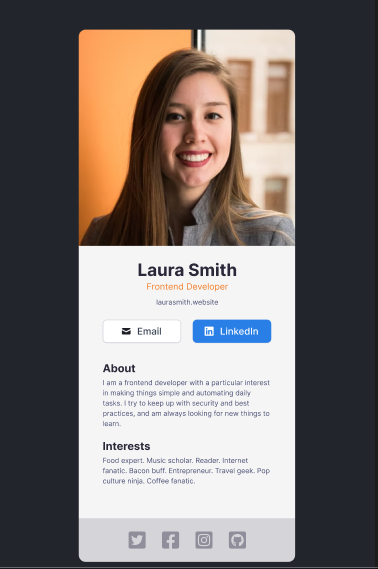 Laura Smith
Frontend Developer
laurasmith.website
Email
LinkedIn
About
I am a frontend developer with a particular interest
in making things simple and automating daily
tasks. I try to keep up with security and best
practices, and am always looking for new things to
learn.
Interests
Food expert. Music scholar. Reader. Internet
fanatic. Bacon buff. Entrepreneur. Travel geek. Pop
culture ninja. Coffee fanatic.